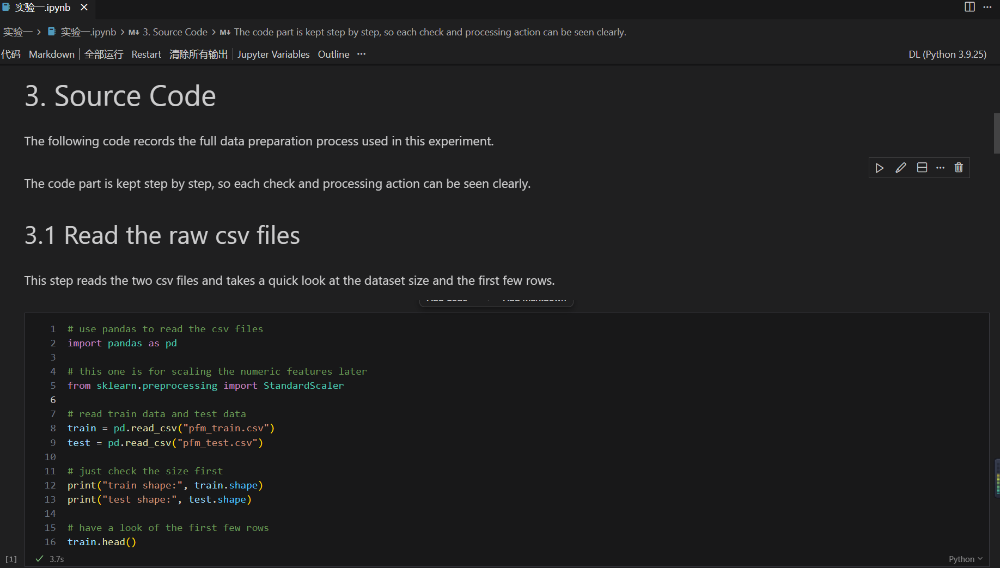 实验一.ipynb
实验一 > 实验一.ipynb > M↓ 3. Source Code > M↓ The code part is kept step by step, so each check and processing action can be seen clearly.
代码 Markdown | 全部运行 Restart 清除所有输出 | Jupyter Variables Outline ··· DL (Python 3.9.25)
3. Source Code
The following code records the full data preparation process used in this experiment.
The code part is kept step by step, so each check and processing action can be seen clearly.
3.1 Read the raw csv files
This step reads the two csv files and takes a quick look at the dataset size and the first few rows.
1 # use pandas to read the csv files
2 import pandas as pd
3
4 # this one is for scaling the numeric features later
5 from sklearn.preprocessing import StandardScaler
6
7 # read train data and test data
8 train = pd.read_csv("pfm_train.csv")
9 test = pd.read_csv("pfm_test.csv")
10
11 # just check the size first
12 print("train shape:", train.shape)
13 print("test shape:", test.shape)
14
15 # have a look of the first few rows
16 train.head()
[1] ✓ 3.7s Python